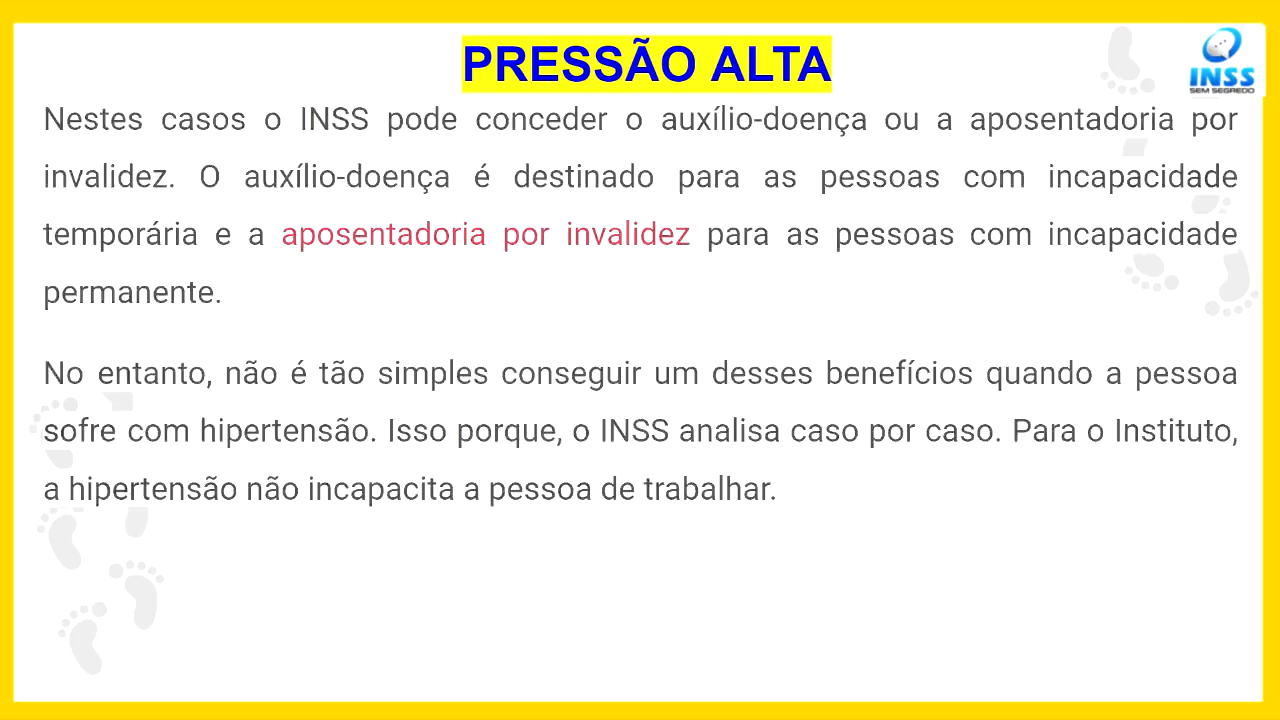 PRESSÃO ALTA
INSS
SEM SEGREDO
Nestes casos o INSS pode conceder o auxílio-doença ou a aposentadoria por
invalidez. O auxílio-doença é destinado para as pessoas com incapacidade
temporária e a aposentadoria por invalidez para as pessoas com incapacidade
permanente.
No entanto, não é tão simples conseguir um desses benefícios quando a pessoa
sofre com hipertensão. Isso porque, o INSS analisa caso por caso. Para o Instituto,
a hipertensão não incapacita a pessoa de trabalhar.